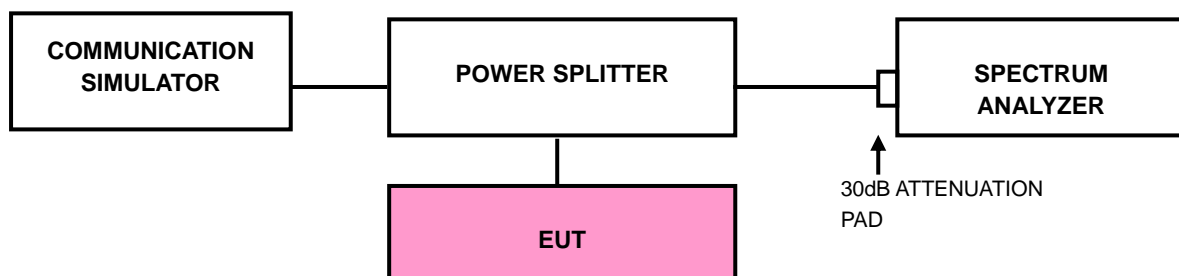 COMMUNICATION
SIMULATOR
POWER SPLITTER
SPECTRUM
ANALYZER
30dB ATTENUATION
PAD
EUT